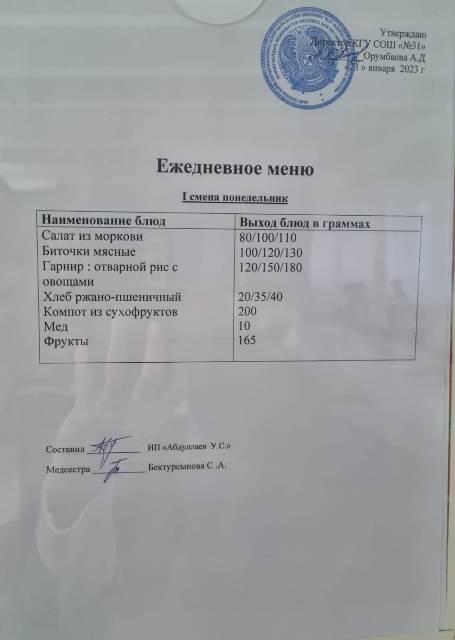 Утверждаю
Директор КГУ СОШ «№31»
Орумбаева А.Д
«23 » января 2023 г
Ежедневное меню
I смена понедельник
Наименование блюд Выход блюд в граммах
Салат из моркови 80/100/110
Биточки мясные 100/120/130
Гарнир : отварной рис с 120/150/180
овощами
Хлеб ржано-пшеничный 20/35/40
Компот из сухофруктов 200
Мед 10
Фрукты 165
Составил ИП «Абдуллаев У.С.»
Медсестра Бектурсынова С .А.